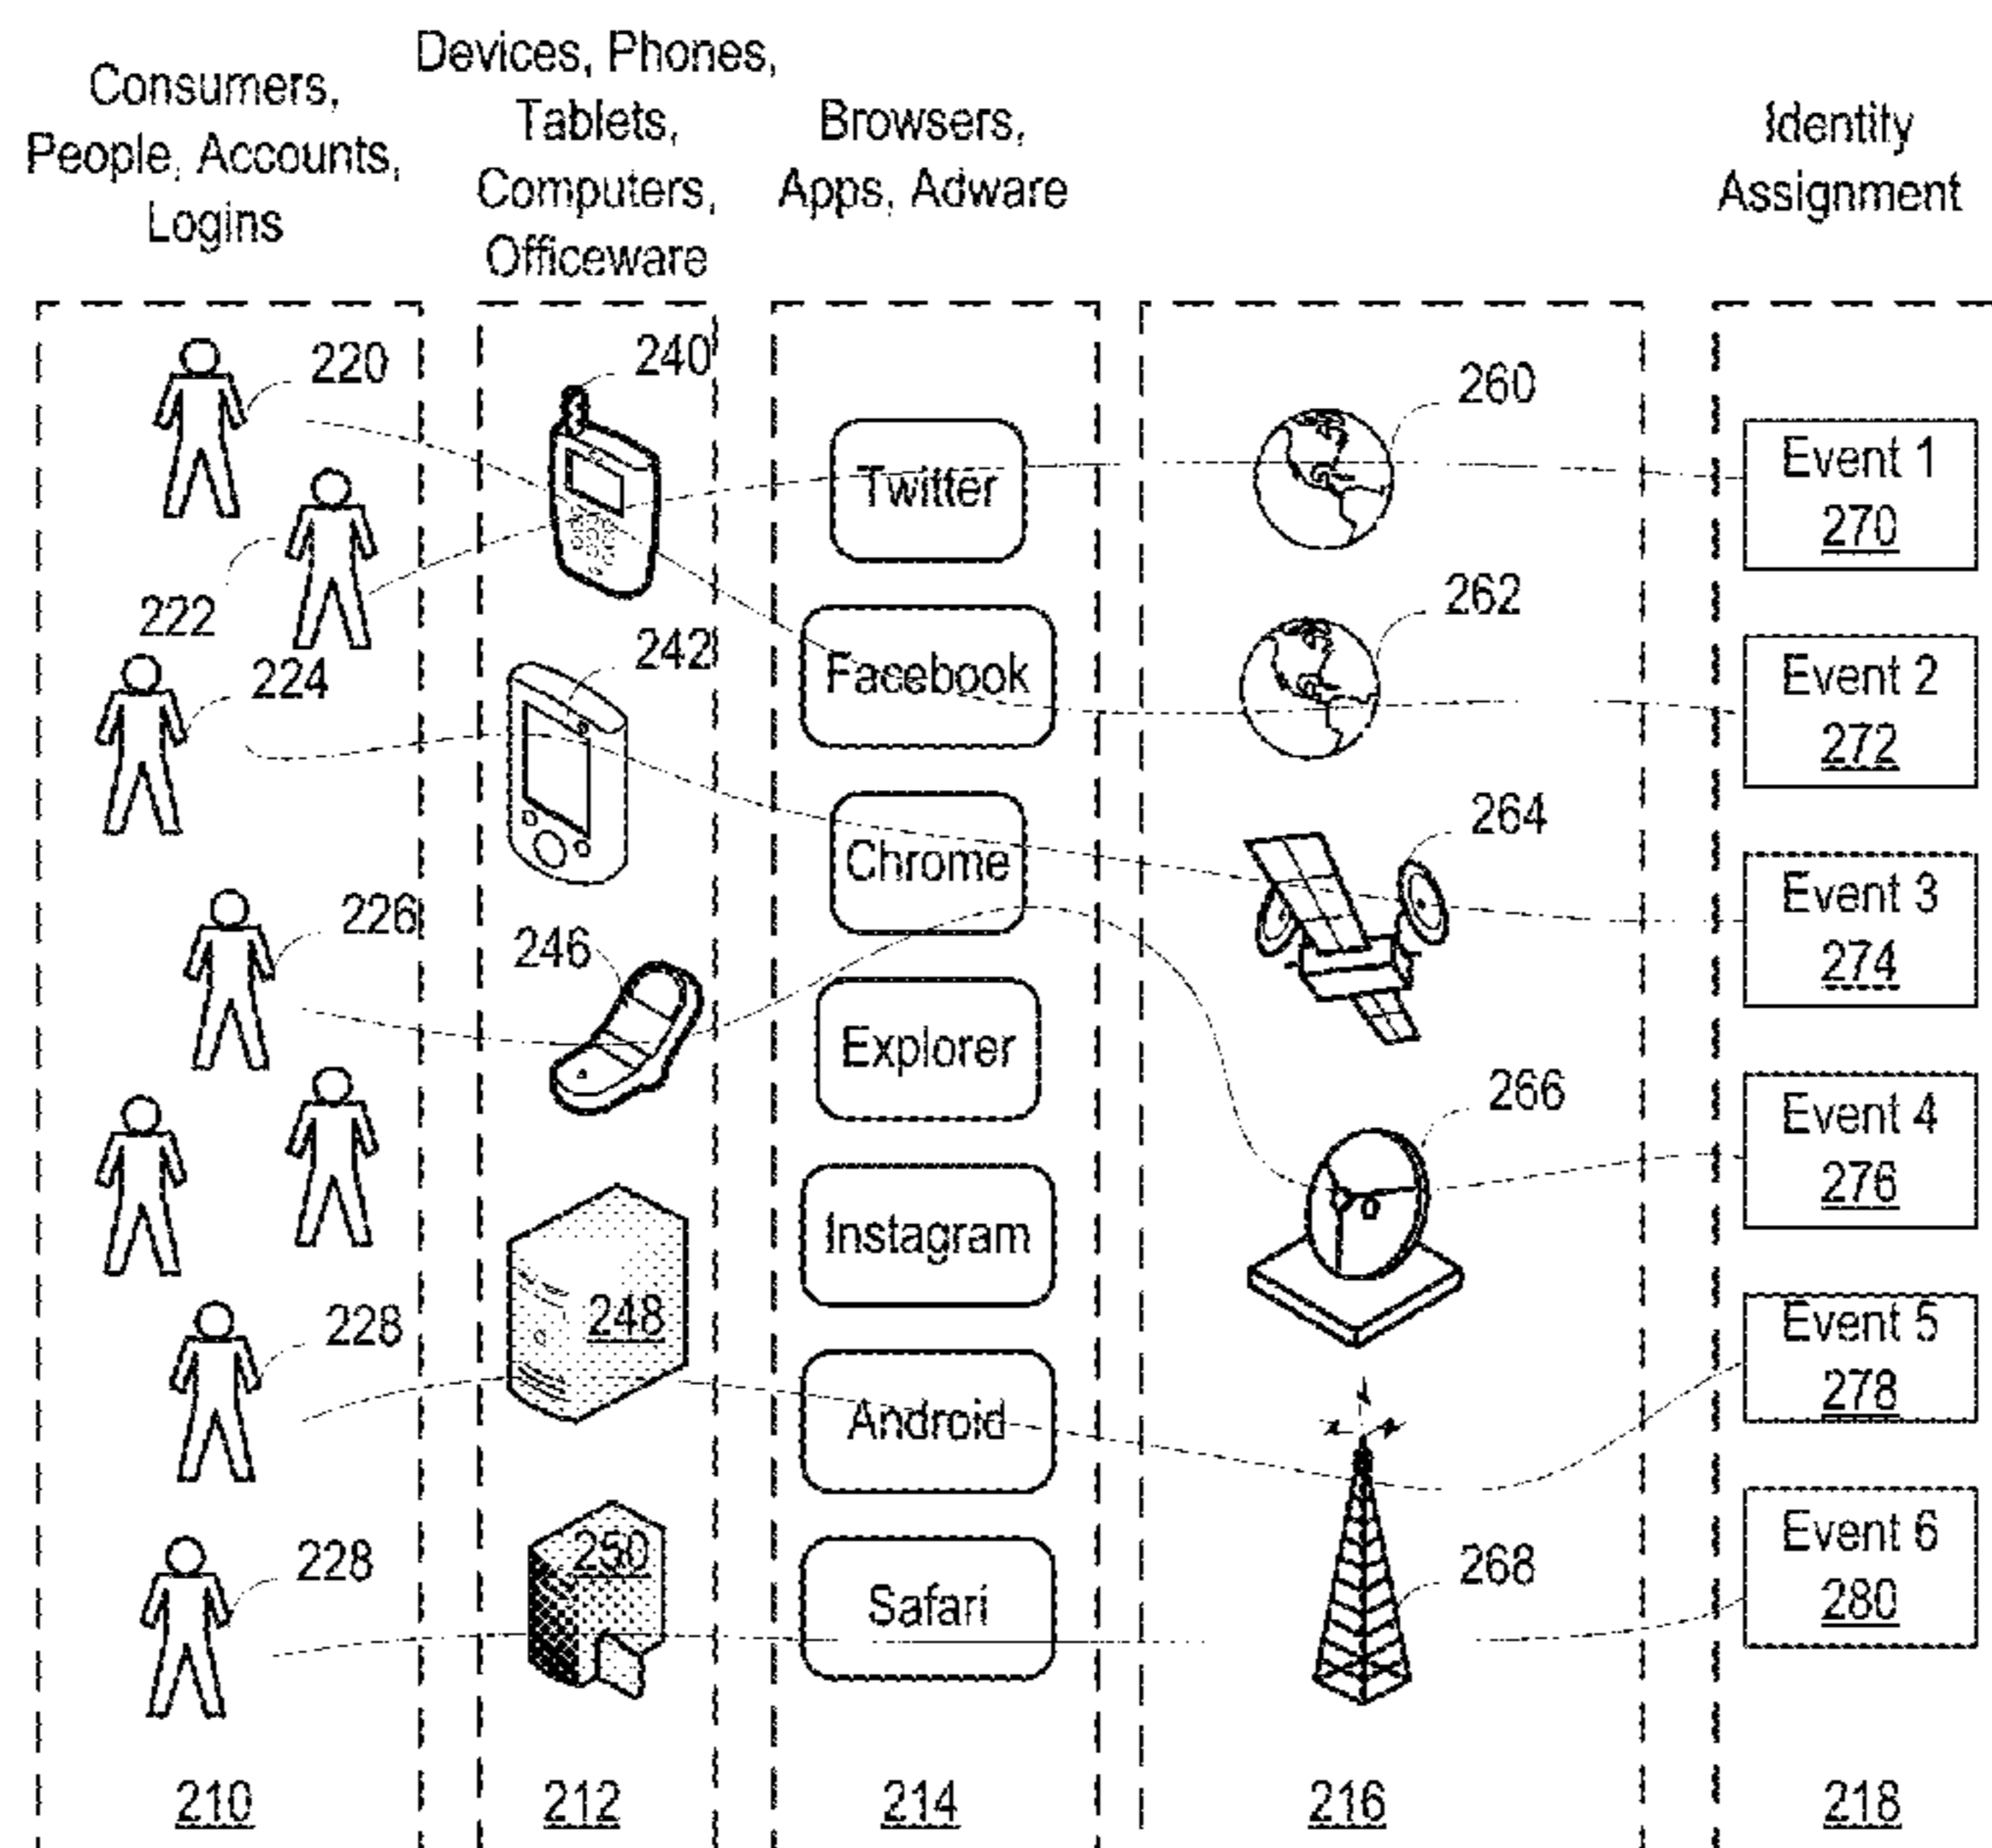 Consumers,
People, Accounts,
Logins
Devices, Phones,
Tablets,
Computers,
Officeware
Browsers,
Apps, Adware
Identity
Assignment
220
222
224
226
228
228
210
240
242
246
248
250
212
Twitter
Facebook
Chrome
Explorer
Instagram
Android
Safari
214
260
262
264
266
268
216
Event 1
270
Event 2
272
Event 3
274
Event 4
276
Event 5
278
Event 6
280
218